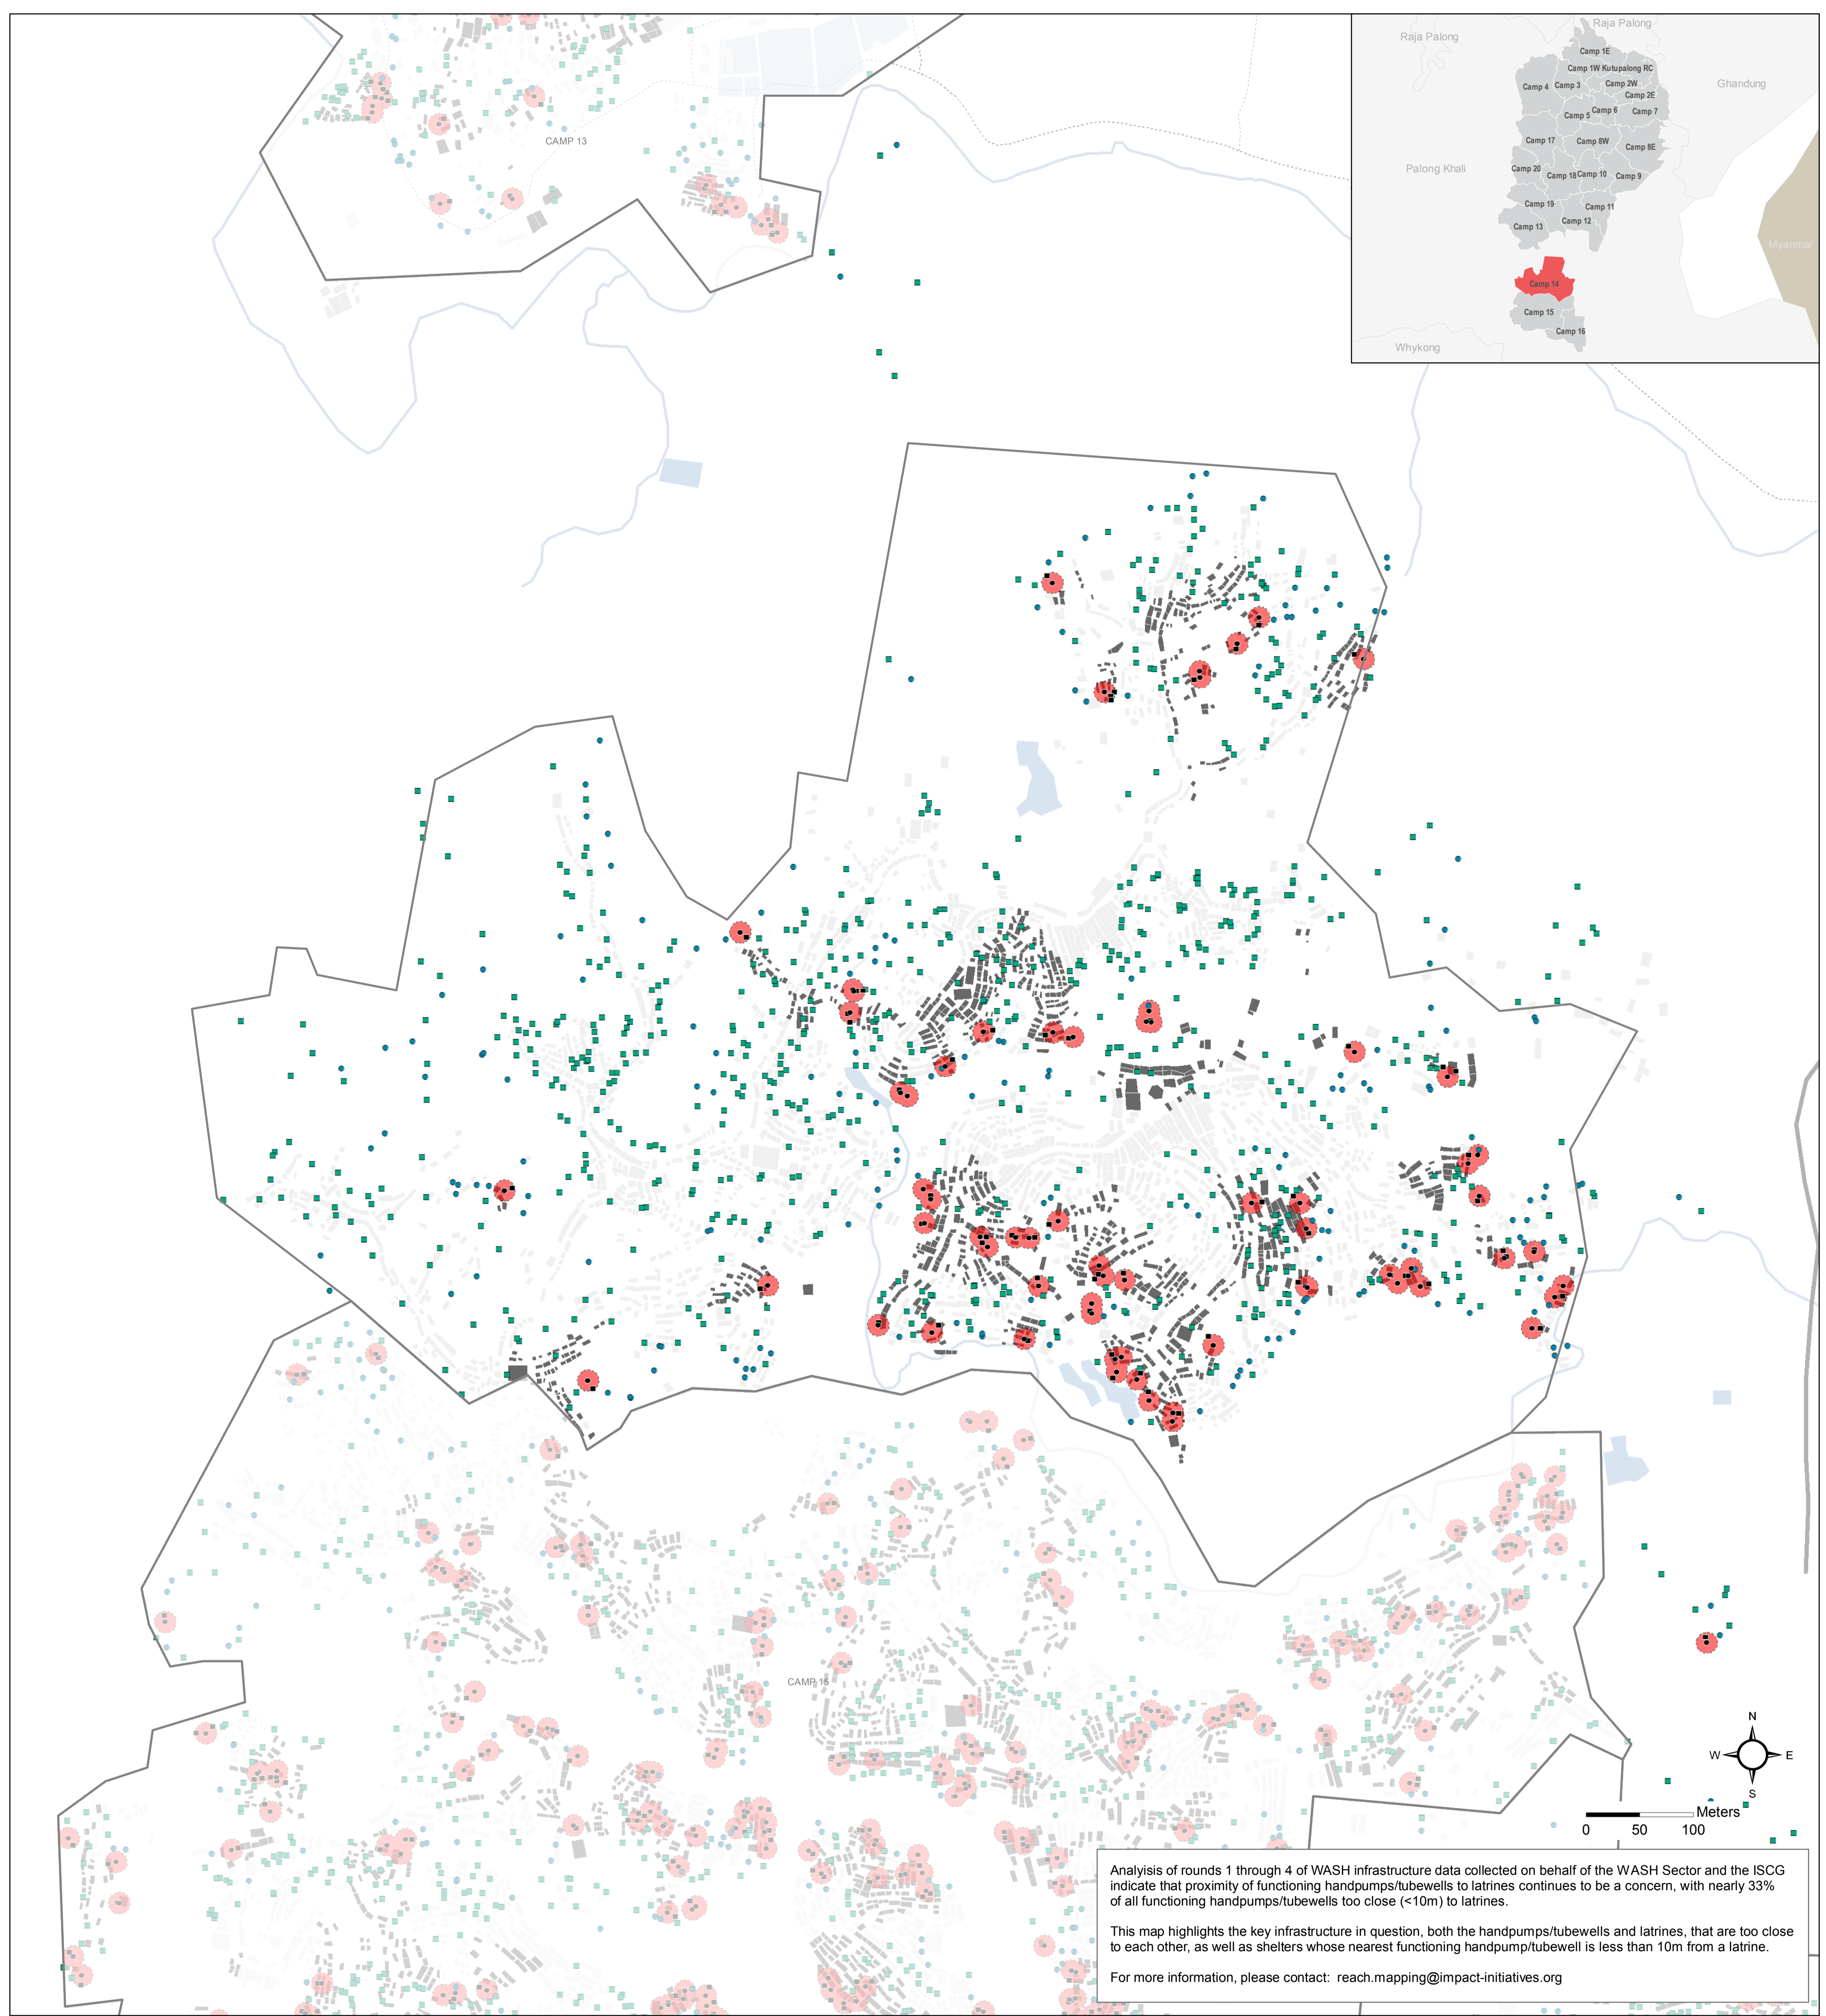 Raja Palong
Raja Palong
Camp 1E
Camp 1W Kutupalong RC
Ghandung
Camp 4
Camp 3
Camp 2W
Camp 2E
Camp 6
Camp 7
Camp 5
Camp 17
Camp 8W
Camp 8E
Palong Khali
Camp 20
Camp 18
Camp 10
Camp 9
Camp 19
Camp 11
Camp 13
Camp 12
Myanmar
Camp 14
Camp 15
Camp 16
Whykong
CAMP 13
CAMP 15
N
W
E
S
Meters
0 50 100
Analyisis of rounds 1 through 4 of WASH infrastructure data collected on behalf of the WASH Sector and the ISCG
indicate that proximity of functioning handpumps/tubewells to latrines continues to be a concern, with nearly 33%
of all functioning handpumps/tubewells too close (<10m) to latrines.
This map highlights the key infrastructure in question, both the handpumps/tubewells and latrines, that are too close
to each other, as well as shelters whose nearest functioning handpump/tubewell is less than 10m from a latrine.
For more information, please contact: reach.mapping@impact-initiatives.org